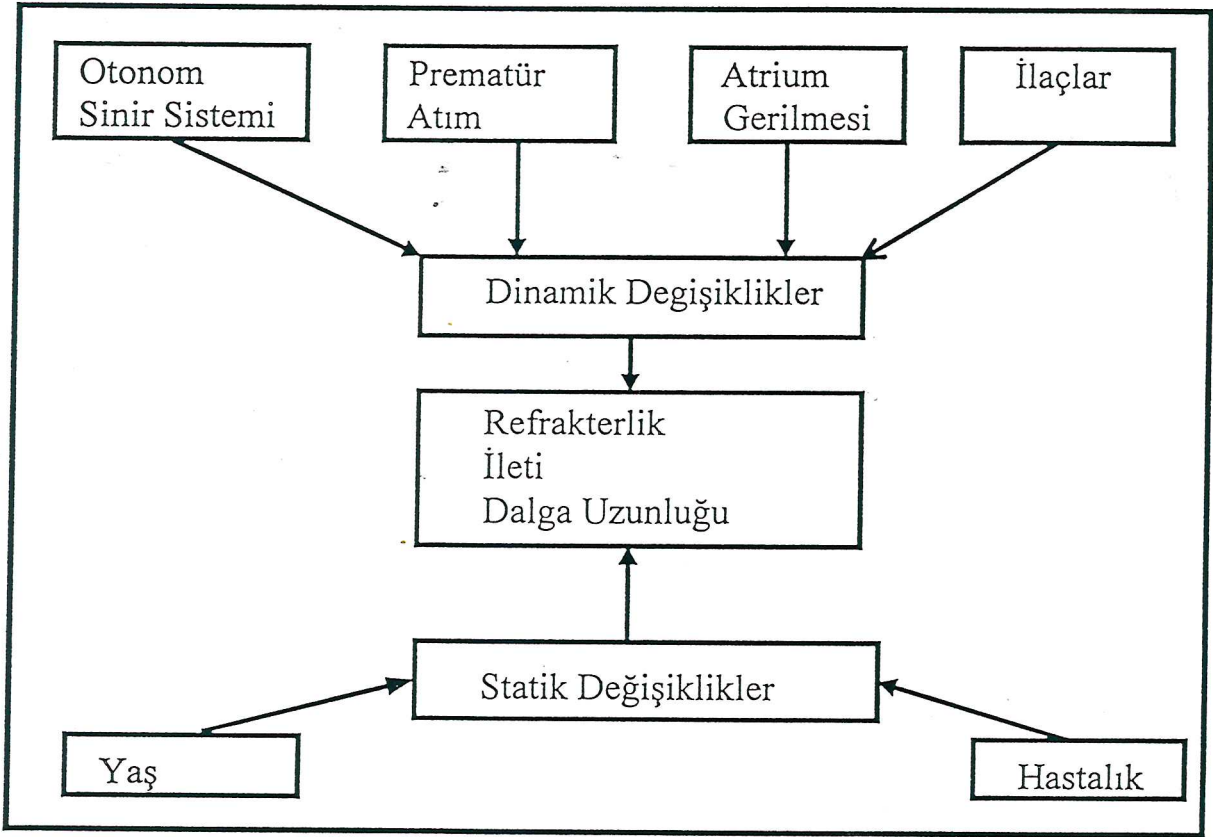 Otonom
Sinir Sistemi
Prematür
Atım
Atrium
Gerilmesi
İlaçlar
Dinamik Degişiklikler
Refrakterlik
İleti
Dalga Uzunluğu
Statik Değişiklikler
Yaş
Hastalık